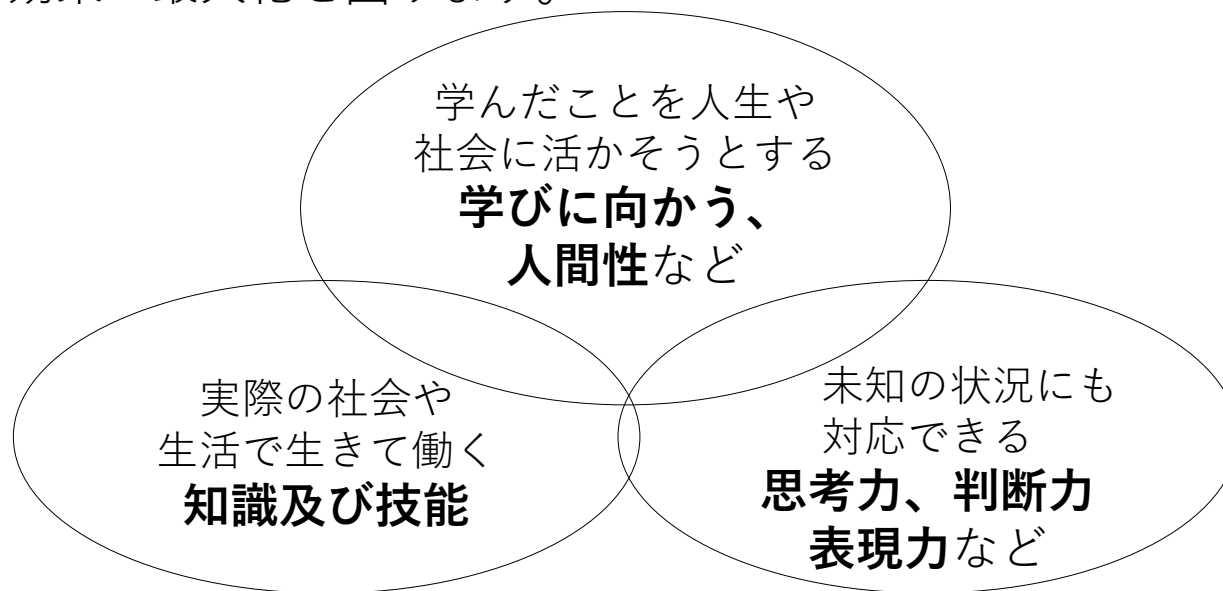 学んだことを人生や
社会に活かそうとする
学びに向かう、
人間性など
実際の社会や
生活で生きて働く
知識及び技能
未知の状況にも
対応できる
思考力、判断力
表現力など